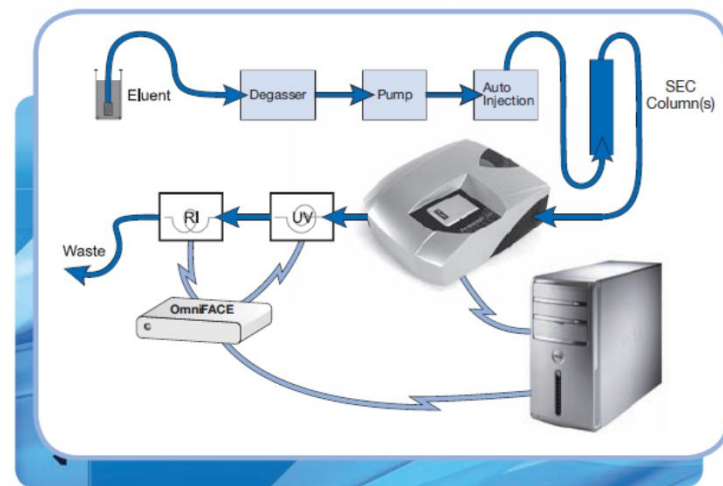 Eluent
Degasser
Pump
Auto
Injection
SEC
Column(s)
RI
UV
Waste
OmniFACE